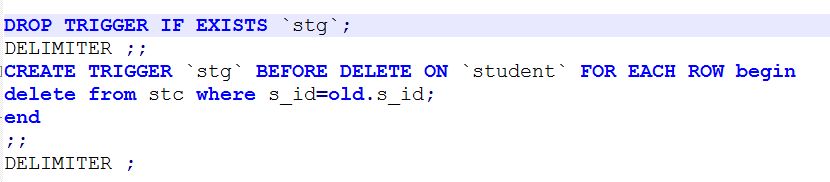 DROP TRIGGER IF EXISTS `stg`;
DELIMITER ;;
CREATE TRIGGER `stg` BEFORE DELETE ON `student` FOR EACH ROW begin
delete from stc where s_id=old.s_id;
end
;;
DELIMITER ;